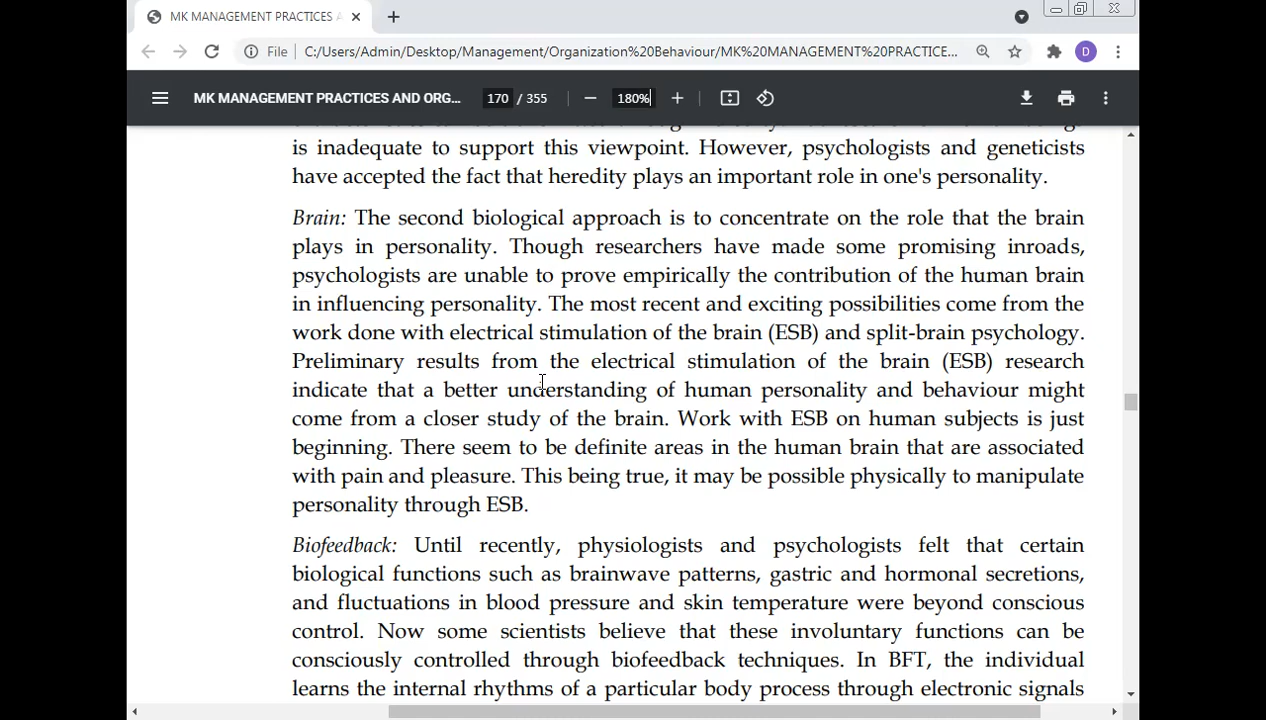 MK MANAGEMENT PRACTICES A
D
File C:/Users/Admin/Desktop/Management/Organization%20Behaviour/MK%20MANAGEMENT%20PRACTICE...
MK MANAGEMENT PRACTICES AND ORG... 170 / 355 180%
is inadequate to support this viewpoint. However, psychologists and geneticists
have accepted the fact that heredity plays an important role in one's personality.
Brain: The second biological approach is to concentrate on the role that the brain
plays in personality. Though researchers have made some promising inroads,
psychologists are unable to prove empirically the contribution of the human brain
in influencing personality. The most recent and exciting possibilities come from the
work done with electrical stimulation of the brain (ESB) and split-brain psychology.
Preliminary results from the electrical stimulation of the brain (ESB) research
indicate that a better understanding of human personality and behaviour might
come from a closer study of the brain. Work with ESB on human subjects is just
beginning. There seem to be definite areas in the human brain that are associated
with pain and pleasure. This being true, it may be possible physically to manipulate
personality through ESB.
Biofeedback: Until recently, physiologists and psychologists felt that certain
biological functions such as brainwave patterns, gastric and hormonal secretions,
and fluctuations in blood pressure and skin temperature were beyond conscious
control. Now some scientists believe that these involuntary functions can be
consciously controlled through biofeedback techniques. In BFT, the individual
learns the internal rhythms of a particular body process through electronic signals